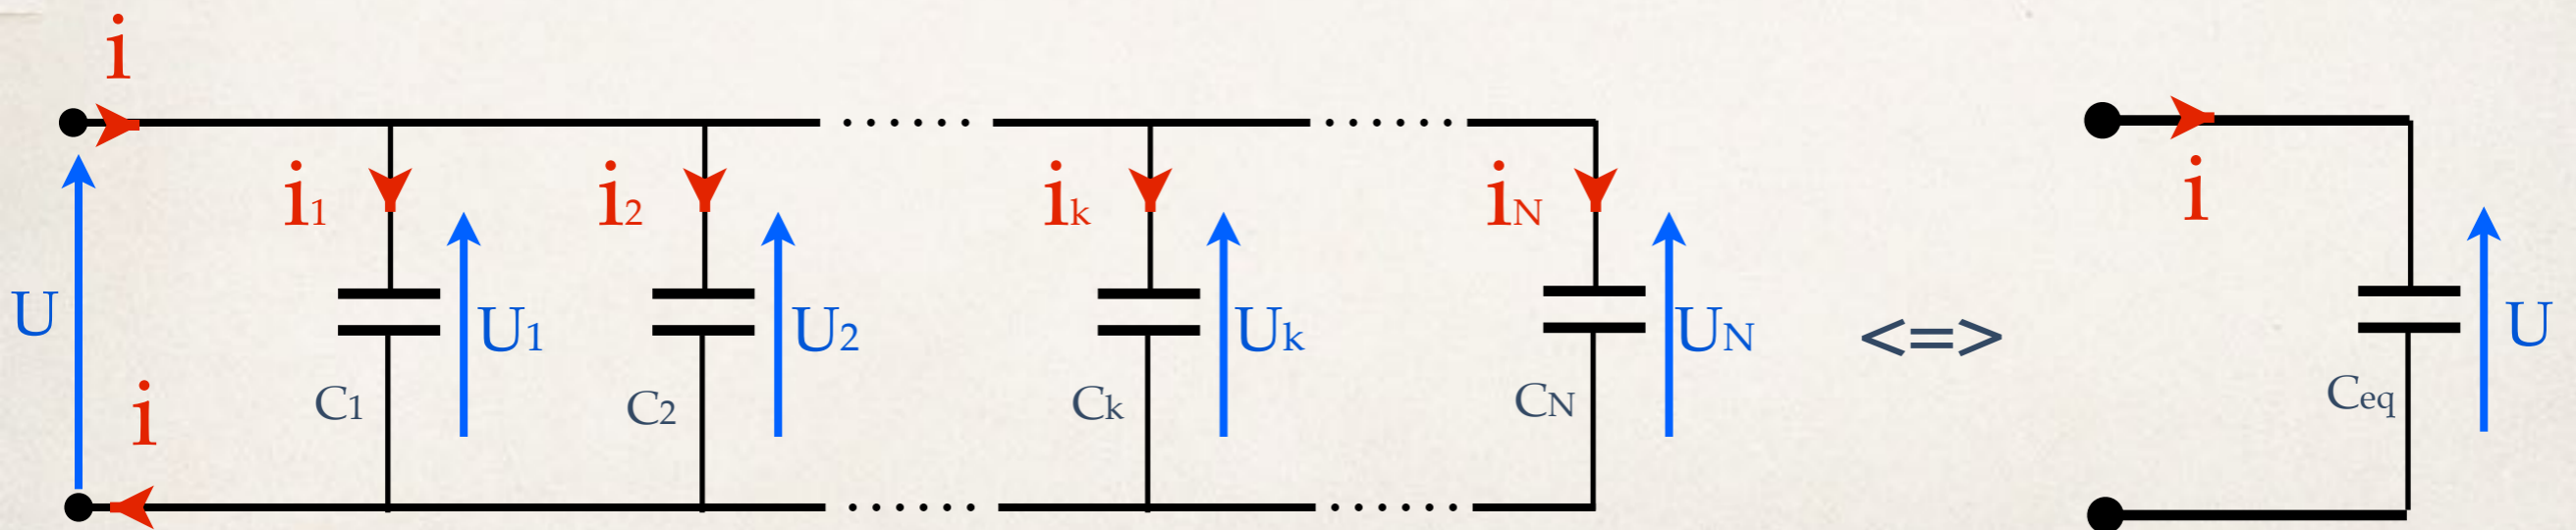 i
i1 i2 ik iN i
U U1 U2 Uk UN <=> U
C1 C2 Ck CN Ceq
i